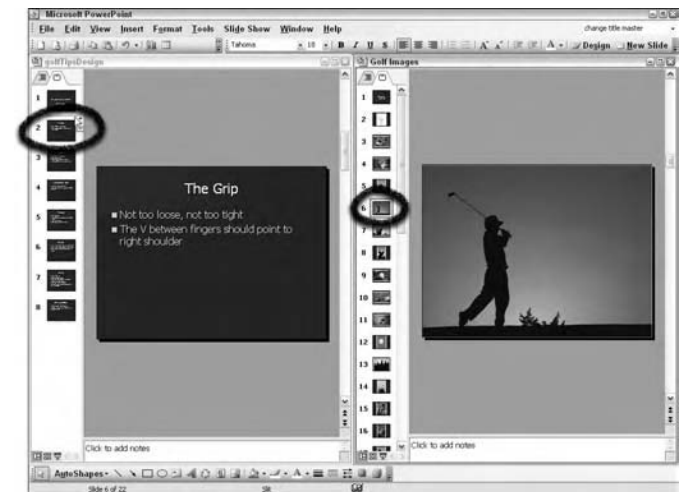 Microsoft PowerPoint
File Edit View Insert Format Tools Slide Show Window Help
change title master
Tahoma 18 B I U S A A A Design New Slide
golfTipsDesign
Golf Images
1
2
3
4
5
6
7
8
The Grip
Not too loose, not too tight
The V between fingers should point to
right shoulder
1
2
3
4
5
6
7
8
9
10
11
12
13
14
15
16
Click to add notes
Click to add notes
AutoShapes
Slide 6 of 22